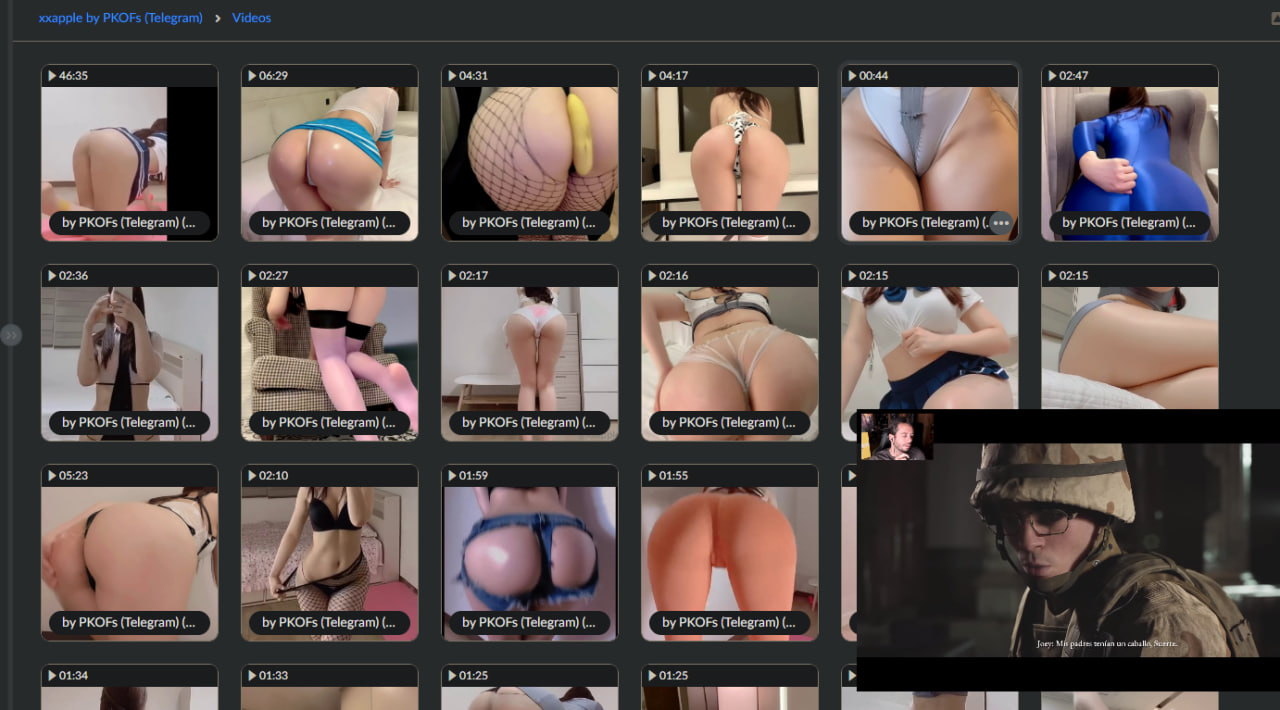 xxapple by PKOFs (Telegram) › Videos
46:35
06:29
04:31
04:17
00:44
02:47
by PKOFs (Telegram) (...
by PKOFs (Telegram) (...
by PKOFs (Telegram) (...
by PKOFs (Telegram) (...
by PKOFs (Telegram) (.
by PKOFs (Telegram) (...
02:36
02:27
02:17
02:16
02:15
02:15
by PKOFs (Telegram) (...
by PKOFs (Telegram) (...
by PKOFs (Telegram) (...
by PKOFs (Telegram) (...
05:23
02:10
01:59
01:55
by PKOFs (Telegram) (...
by PKOFs (Telegram) (...
by PKOFs (Telegram) (...
by PKOFs (Telegram) (...
Joey: Mis padres tenían un caballo, Suerte.
01:34
01:33
01:25
01:25